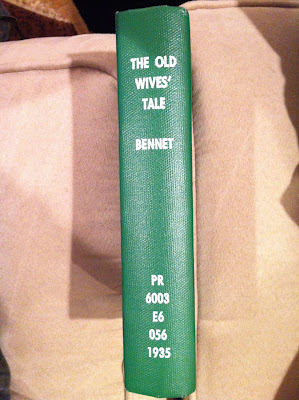 THE OLD
WIVES'
TALE
BENNET
PR
6003
E6
056
1935